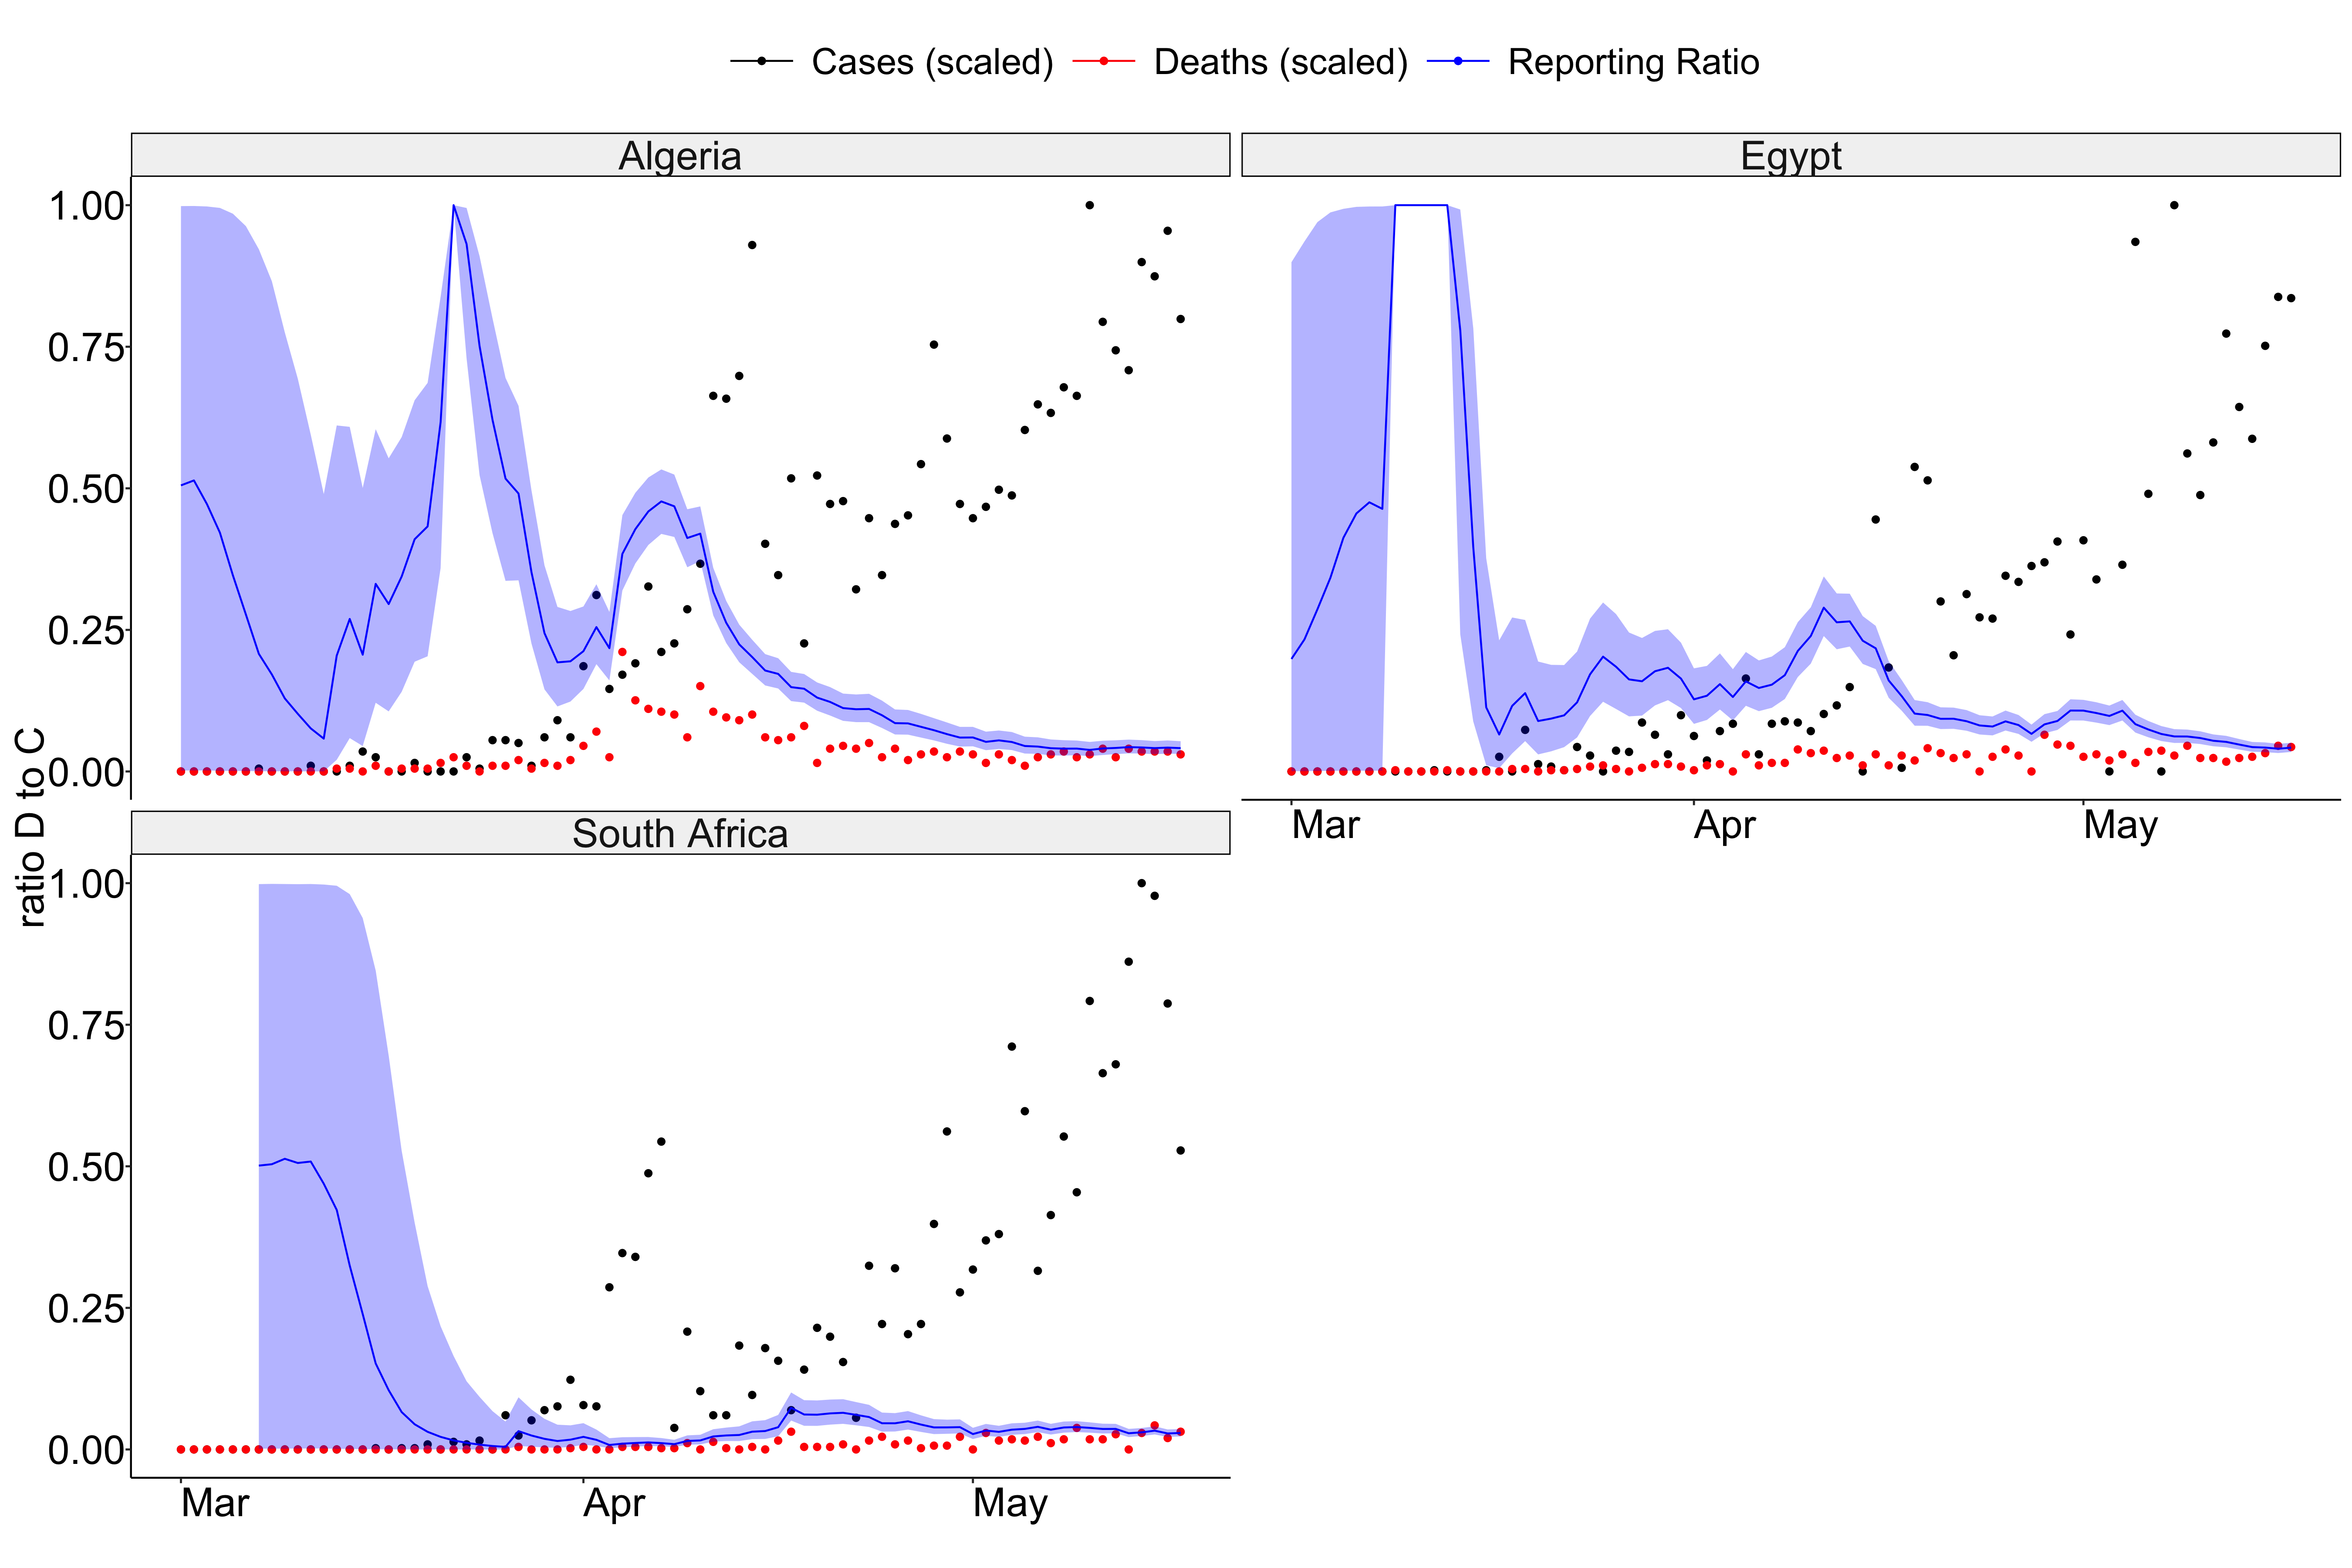 Cases (scaled) Deaths (scaled) Reporting Ratio
Algeria
Egypt
1.00
0.75
0.50
0.25
0.00
Mar Apr May
ratio D to C
South Africa
1.00
0.75
0.50
0.25
0.00
Mar Apr May